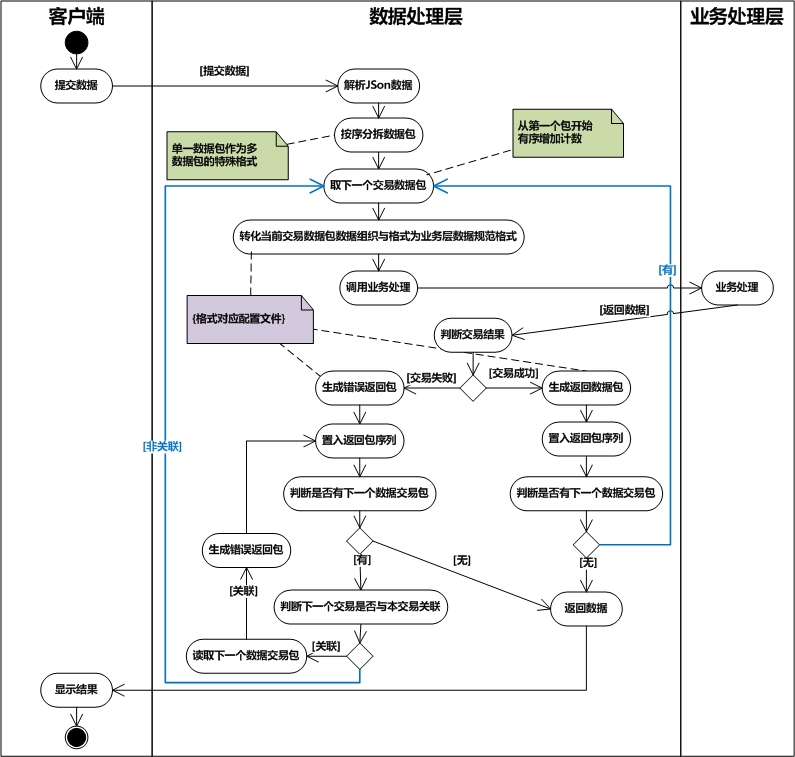 客户端
数据处理层
业务处理层
提交数据
[提交数据]
解析JSon数据
按序分拆数据包
单一数据包作为多
数据包的特殊格式
从第一个包开始
有序增加计数
取下一个交易数据包
转化当前交易数据包数据组织与格式为业务层数据规范格式
[有]
调用业务处理
业务处理
[返回数据]
{格式对应配置文件}
判断交易结果
[交易失败]
[交易成功]
生成错误返回包
生成返回数据包
置入返回包序列
置入返回包序列
[非关联]
判断是否有下一个数据交易包
判断是否有下一个数据交易包
生成错误返回包
[有]
[无]
[无]
[关联]
判断下一个交易是否与本交易关联
返回数据
[关联]
读取下一个数据交易包
显示结果